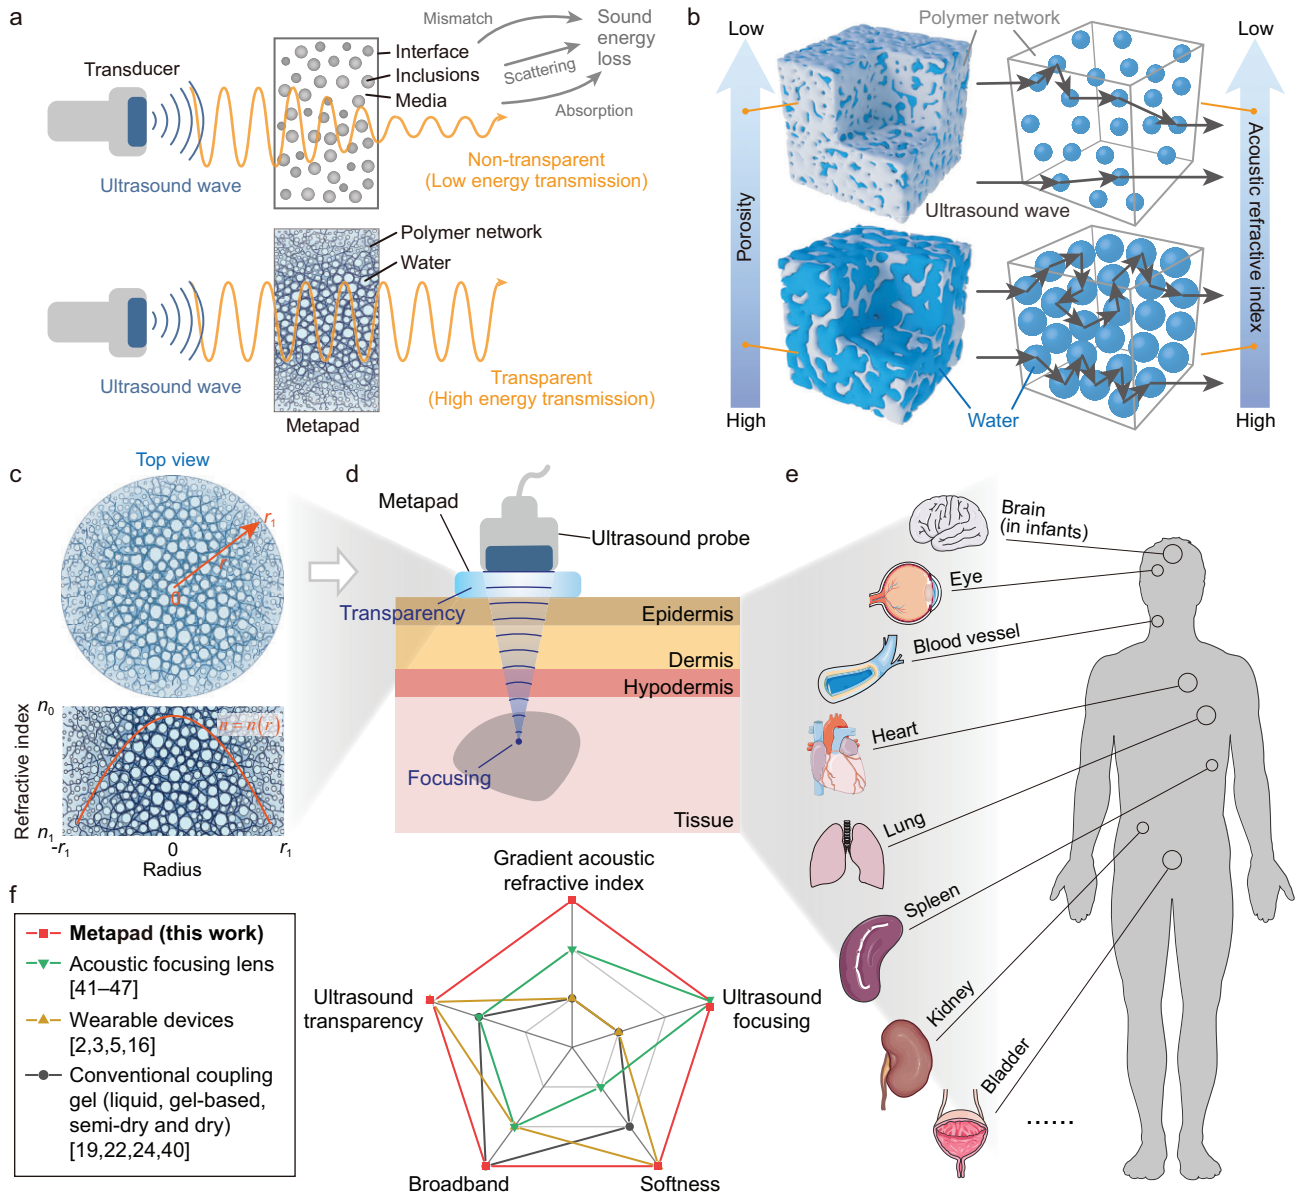 a
Mismatch
Sound
energy
loss
Transducer
Interface
Inclusions
Media
Scattering
Absorption
Ultrasound wave
Non-transparent
(Low energy transmission)
Polymer network
Water
Ultrasound wave
Transparent
(High energy transmission)
Metapad
b
Low
Polymer network
Low
Porosity
Ultrasound wave
Acoustic refractive index
High
Water
High
c
Top view
r₁
r
0
n₀
n = n(r)
Refractive index
n₁
-r₁
0
r₁
Radius
d
Metapad
Ultrasound probe
Transparency
Epidermis
Dermis
Hypodermis
Focusing
Tissue
e
Brain
(in infants)
Eye
Blood vessel
Heart
Lung
Spleen
Kidney
Bladder
......
f
Metapad (this work)
Acoustic focusing lens
[41–47]
Wearable devices
[2,3,5,16]
Conventional coupling
gel (liquid, gel-based,
semi-dry and dry)
[19,22,24,40]
Gradient acoustic
refractive index
Ultrasound
transparency
Ultrasound
focusing
Broadband
Softness